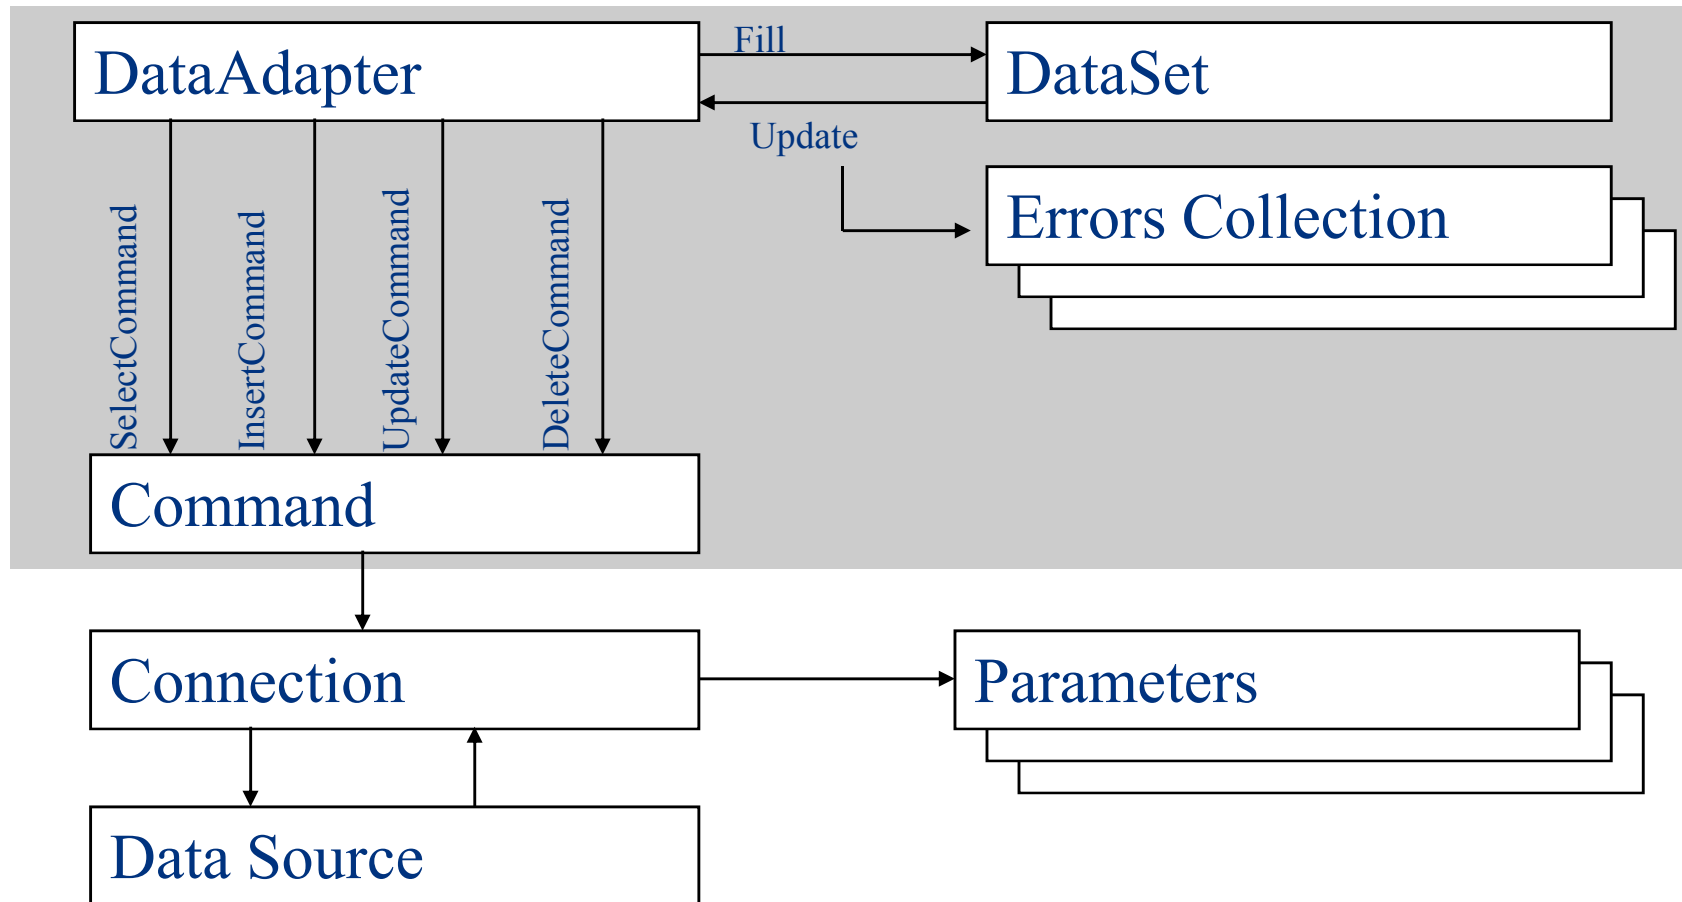 DataAdapter
Fill
DataSet
Update
Errors Collection
SelectCommand
InsertCommand
UpdateCommand
DeleteCommand
Command
Connection
Parameters
Data Source